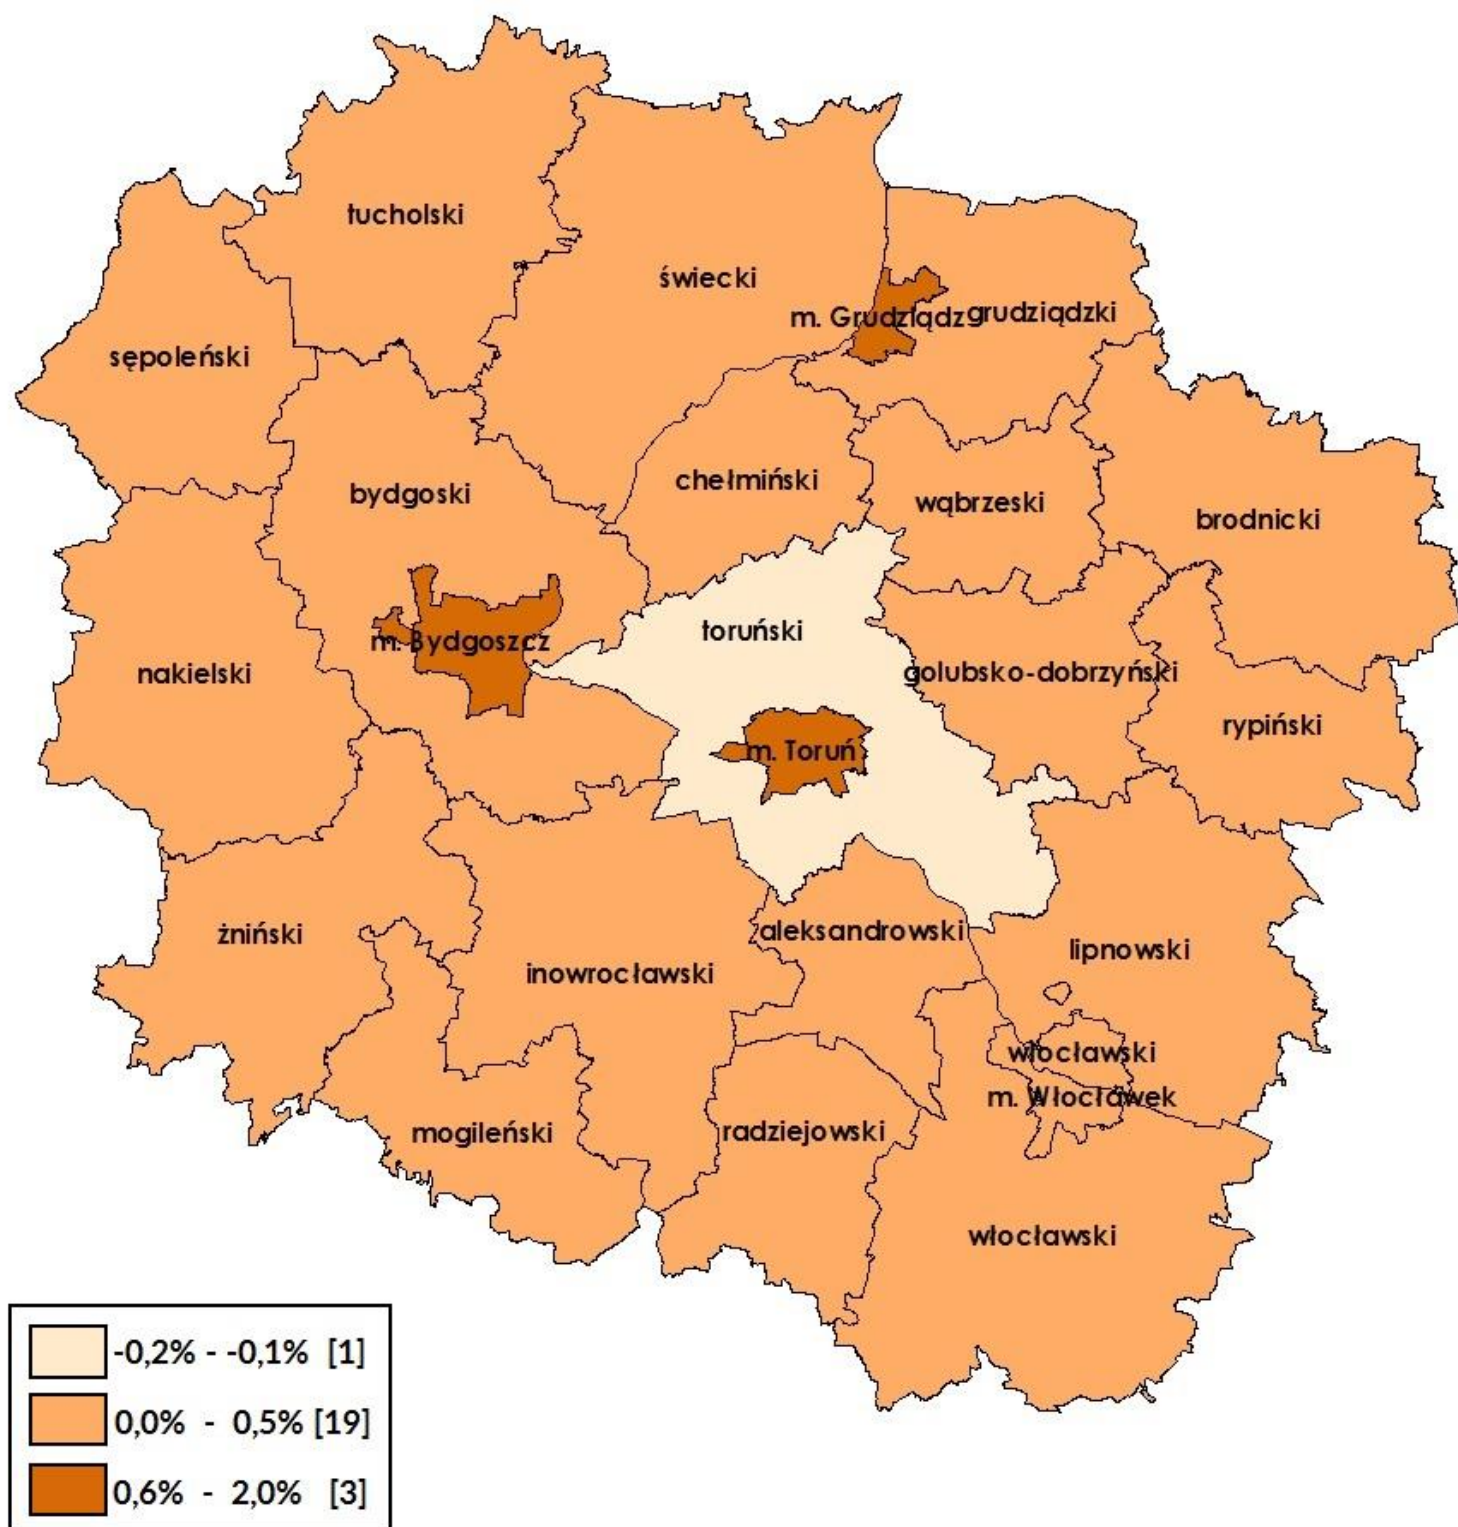 tucholski
świecki
m. Grudziądz
grudziądzki
sępoleński
bydgoski
chełmiński
wąbrzeski
brodnicki
m. Bydgoszcz
toruński
nakielski
golubsko-dobrzyński
rypiński
m. Toruń
żniński
inowrocławski
aleksandrowski
lipnowski
włocławski
m. Włocławek
mogileński
radziejowski
włocławski
-0,2% - -0,1% [1]
0,0% - 0,5% [19]
0,6% - 2,0% [3]